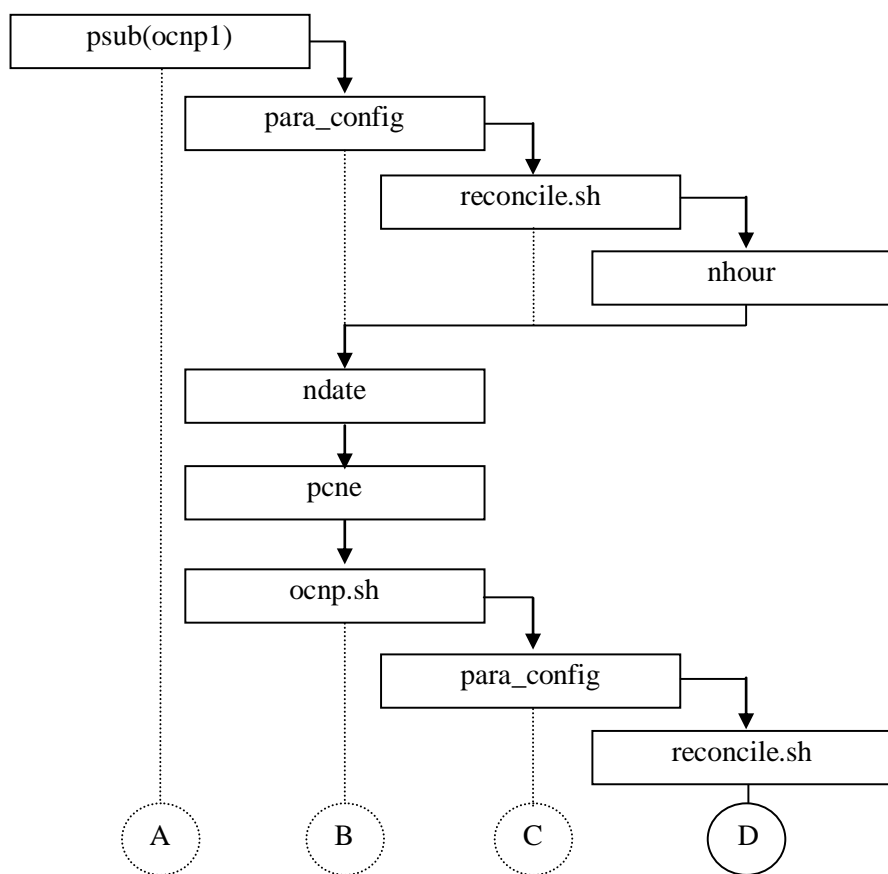 psub(ocnp1)
para_config
reconcile.sh
nhour
ndate
pcne
ocnp.sh
para_config
reconcile.sh
A
B
C
D